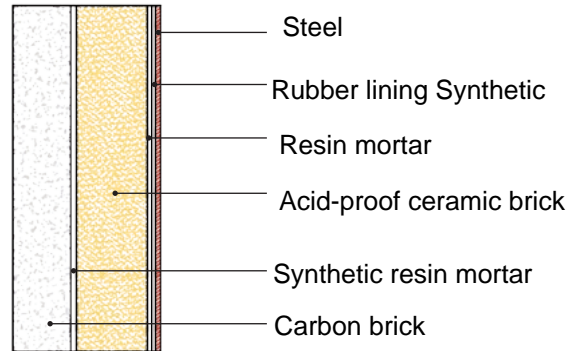 Steel
Rubber lining Synthetic
Resin mortar
Acid-proof ceramic brick
Synthetic resin mortar
Carbon brick